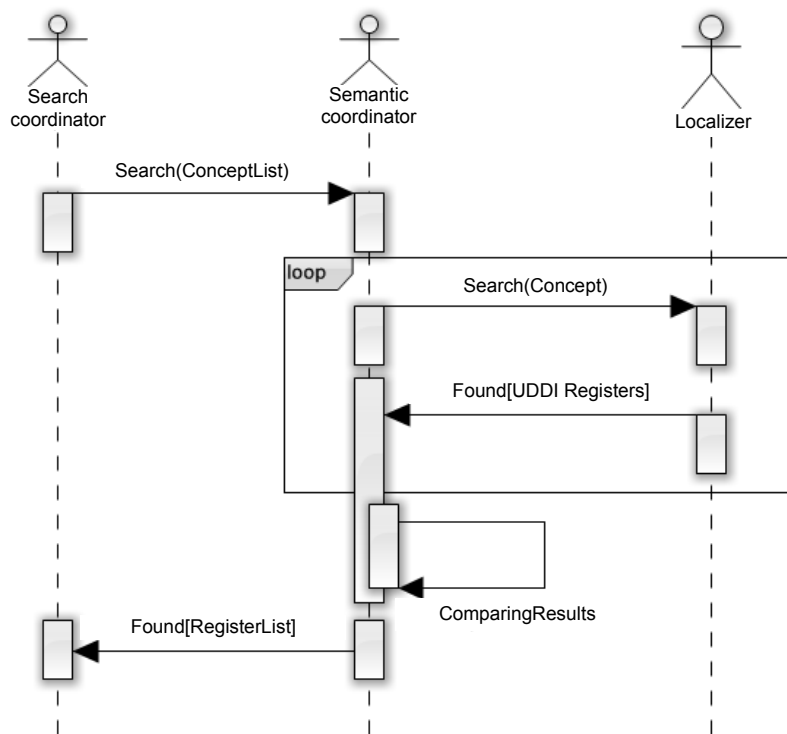 Search
coordinator
Semantic
coordinator
Localizer
Search(ConceptList)
loop
Search(Concept)
Found[UDDI Registers]
ComparingResults
Found[RegisterList]